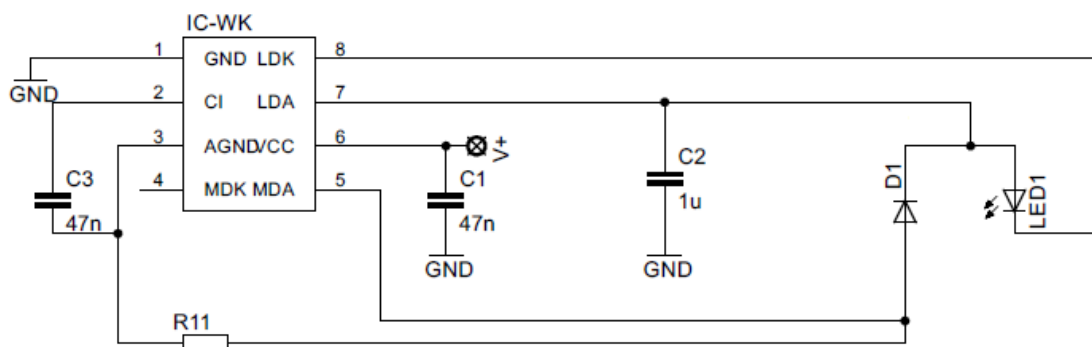 IC-WK
1 GND LDK 8
GND
2 CI LDA 7
3 AGND VCC 6 V+
4 MDK MDA 5
C3
47n
C1
47n
GND
C2
1u
GND
D1
LED1
R11